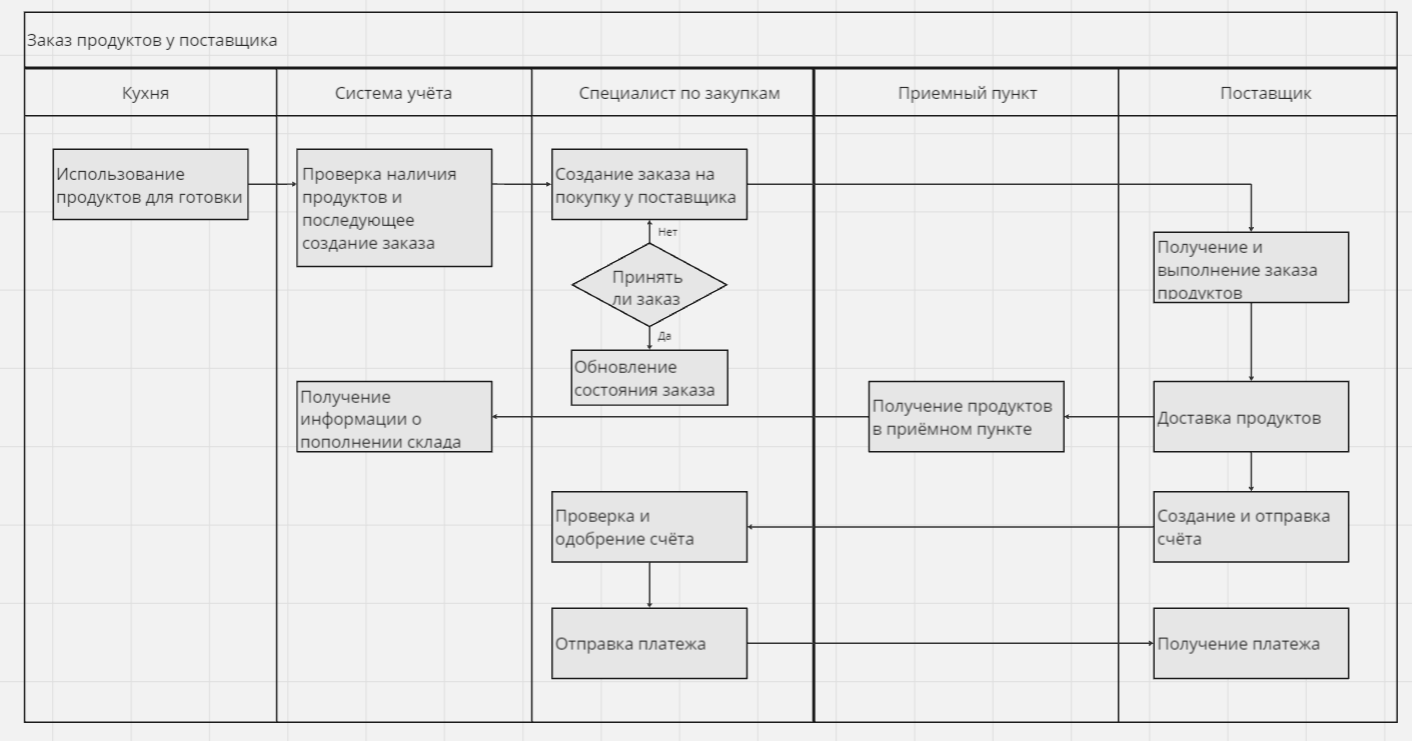 Заказ продуктов у поставщика
Кухня
Система учёта
Специалист по закупкам
Приемный пункт
Поставщик
Использование
продуктов для готовки
Проверка наличия
продуктов и
последующее
создание заказа
Создание заказа на
покупку у поставщика
Нет
Принять
ли заказ
Да
Обновление
состояния заказа
Получение и
выполнение заказа
продуктов
Получение
информации о
пополнении склада
Получение продуктов
в приёмном пункте
Доставка продуктов
Проверка и
одобрение счёта
Создание и отправка
счёта
Отправка платежа
Получение платежа